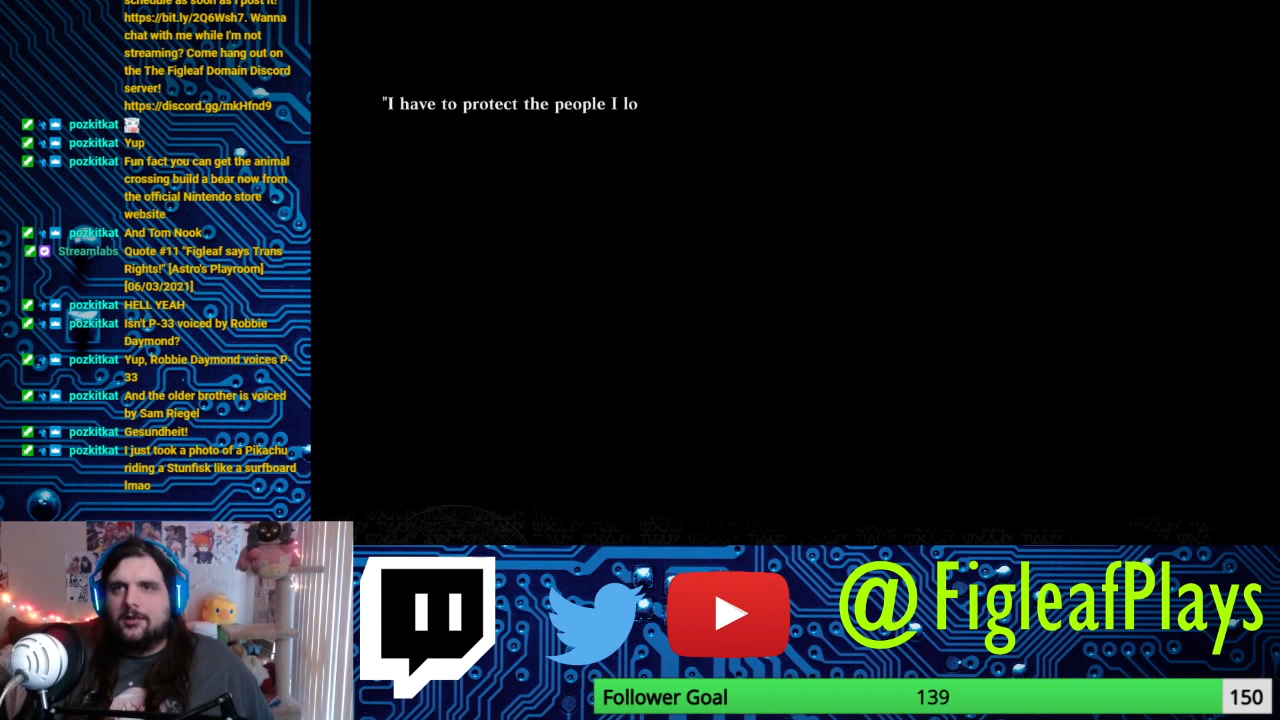 schedule as soon as I post it!
https://bit.ly/2Q6Wsh7. Wanna
chat with me while I'm not
streaming? Come hang out on
the The Figleaf Domain Discord
server!
https://discord.gg/mkHfnd9
pozkitkat
pozkitkat Yup
pozkitkat Fun fact you can get the animal
crossing build a bear now from
the official Nintendo store
website
pozkitkat And Tom Nook
Streamlabs Quote #11 "Figleaf says Trans
Rights!" [Astro's Playroom]
[06/03/2021]
pozkitkat HELL YEAH
pozkitkat Isn't P-33 voiced by Robbie
Daymond?
pozkitkat Yup, Robbie Daymond voices P-
33
pozkitkat And the older brother is voiced
by Sam Riegel
pozkitkat Gesundheit!
pozkitkat I just took a photo of a Pikachu
riding a Stunfisk like a surfboard
lmao
"I have to protect the people I lo
@FigleafPlays
Follower Goal 139 150